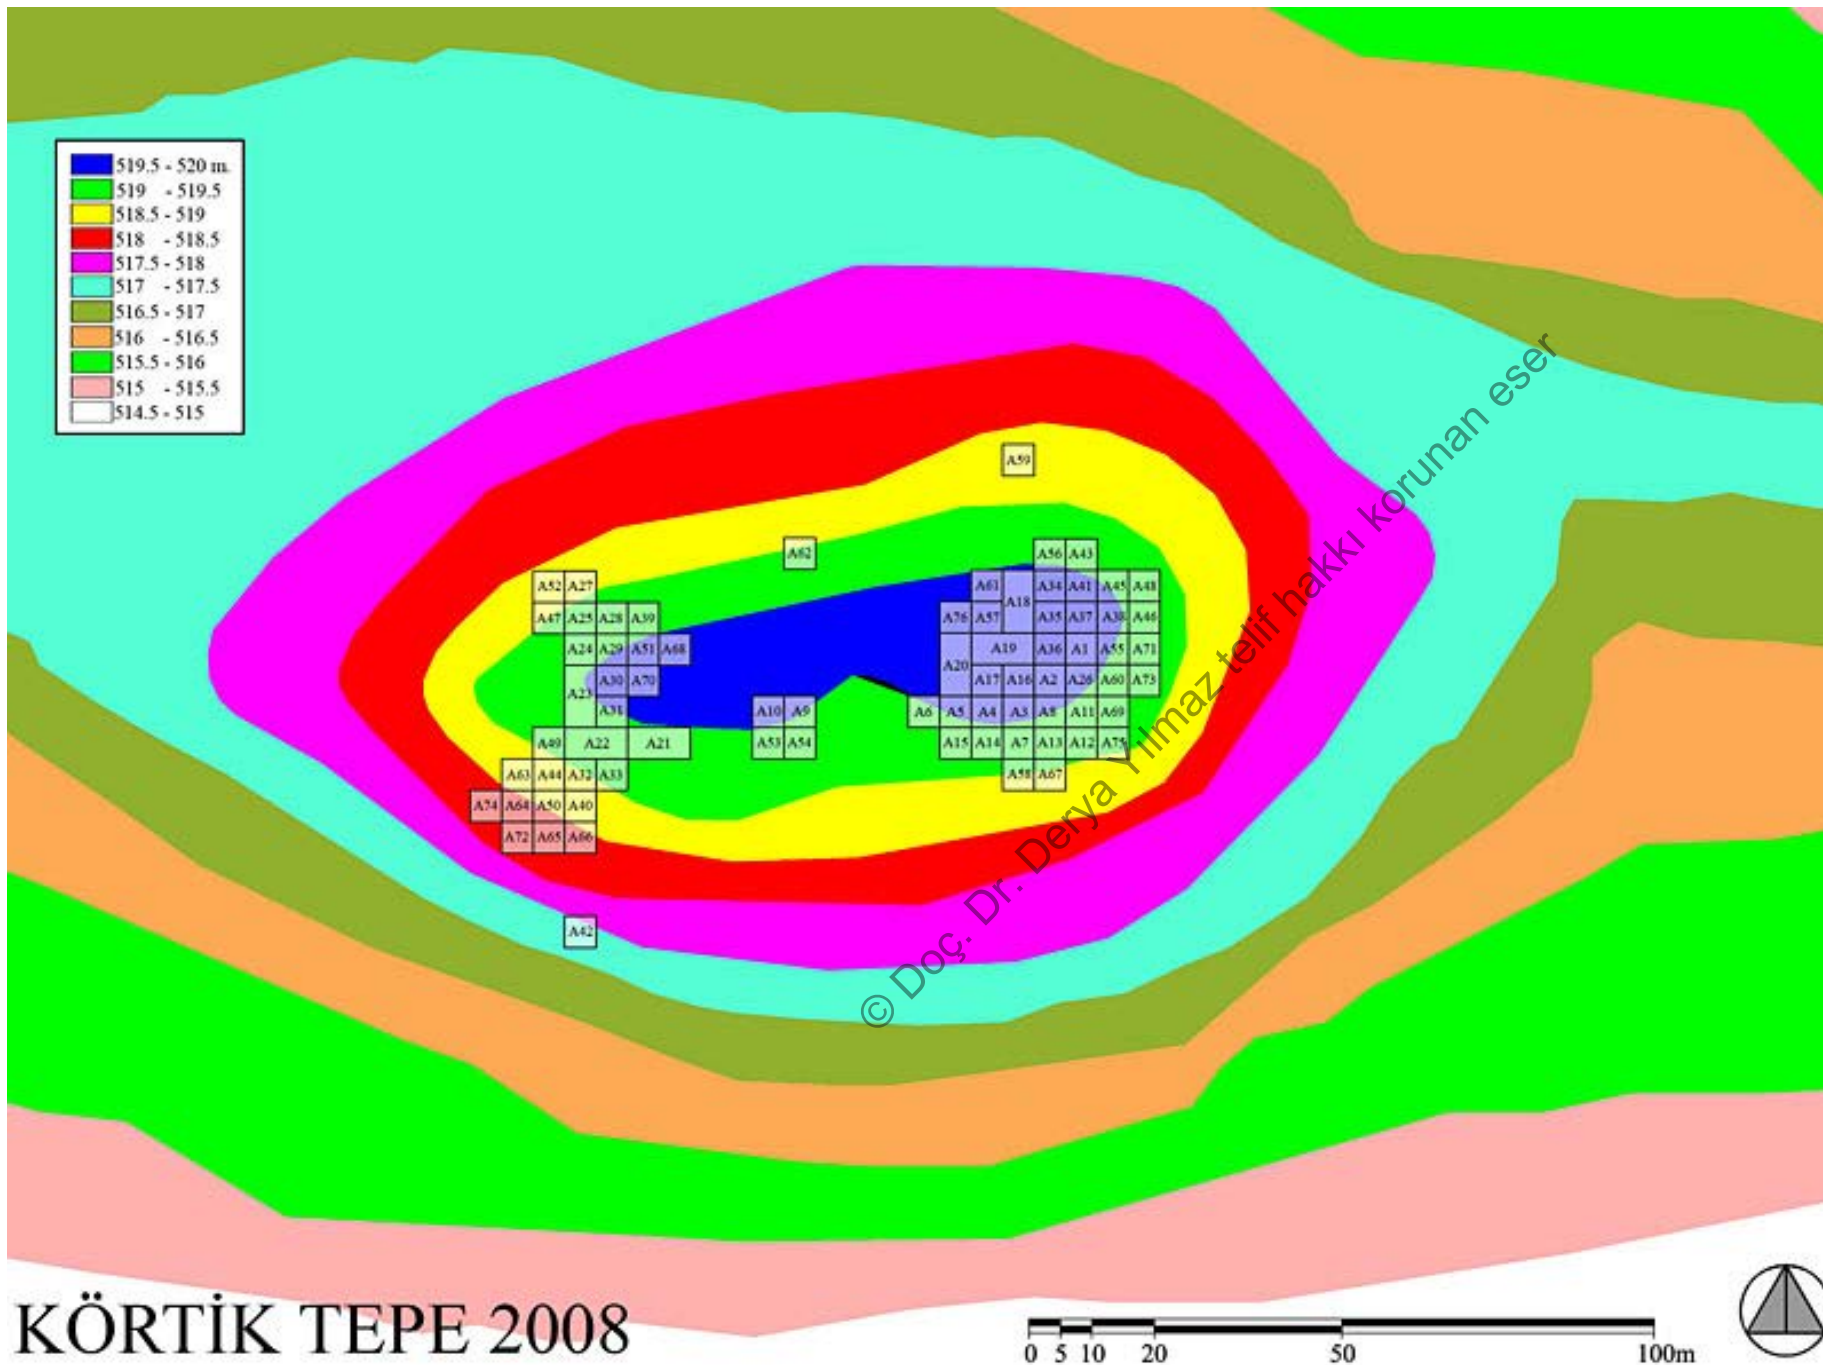 519.5 - 520 m.
519 - 519.5
518.5 - 519
518 - 518.5
517.5 - 518
517 - 517.5
516.5 - 517
516 - 516.5
515.5 - 516
515 - 515.5
514.5 - 515
A59
A62 A56 A43
A52 A27 A61 A18 A34 A41 A45 A48
A47 A25 A28 A39 A76 A57 A35 A37 A38 A46
A24 A29 A51 A68 A20 A19 A36 A1 A55 A71
A23 A30 A70 A17 A16 A2 A26 A60 A73
A31 A10 A9 A6 A5 A4 A3 A8 A11 A69
A49 A22 A21 A53 A54 A15 A14 A7 A13 A12 A75
A63 A44 A32 A33 A58 A67
A74 A64 A50 A40
A72 A65 A66
A42
© Doç. Dr. Derya Yılmaz telif hakkı korunan eser
KÖRTİK TEPE 2008
0 5 10 20 50 100m